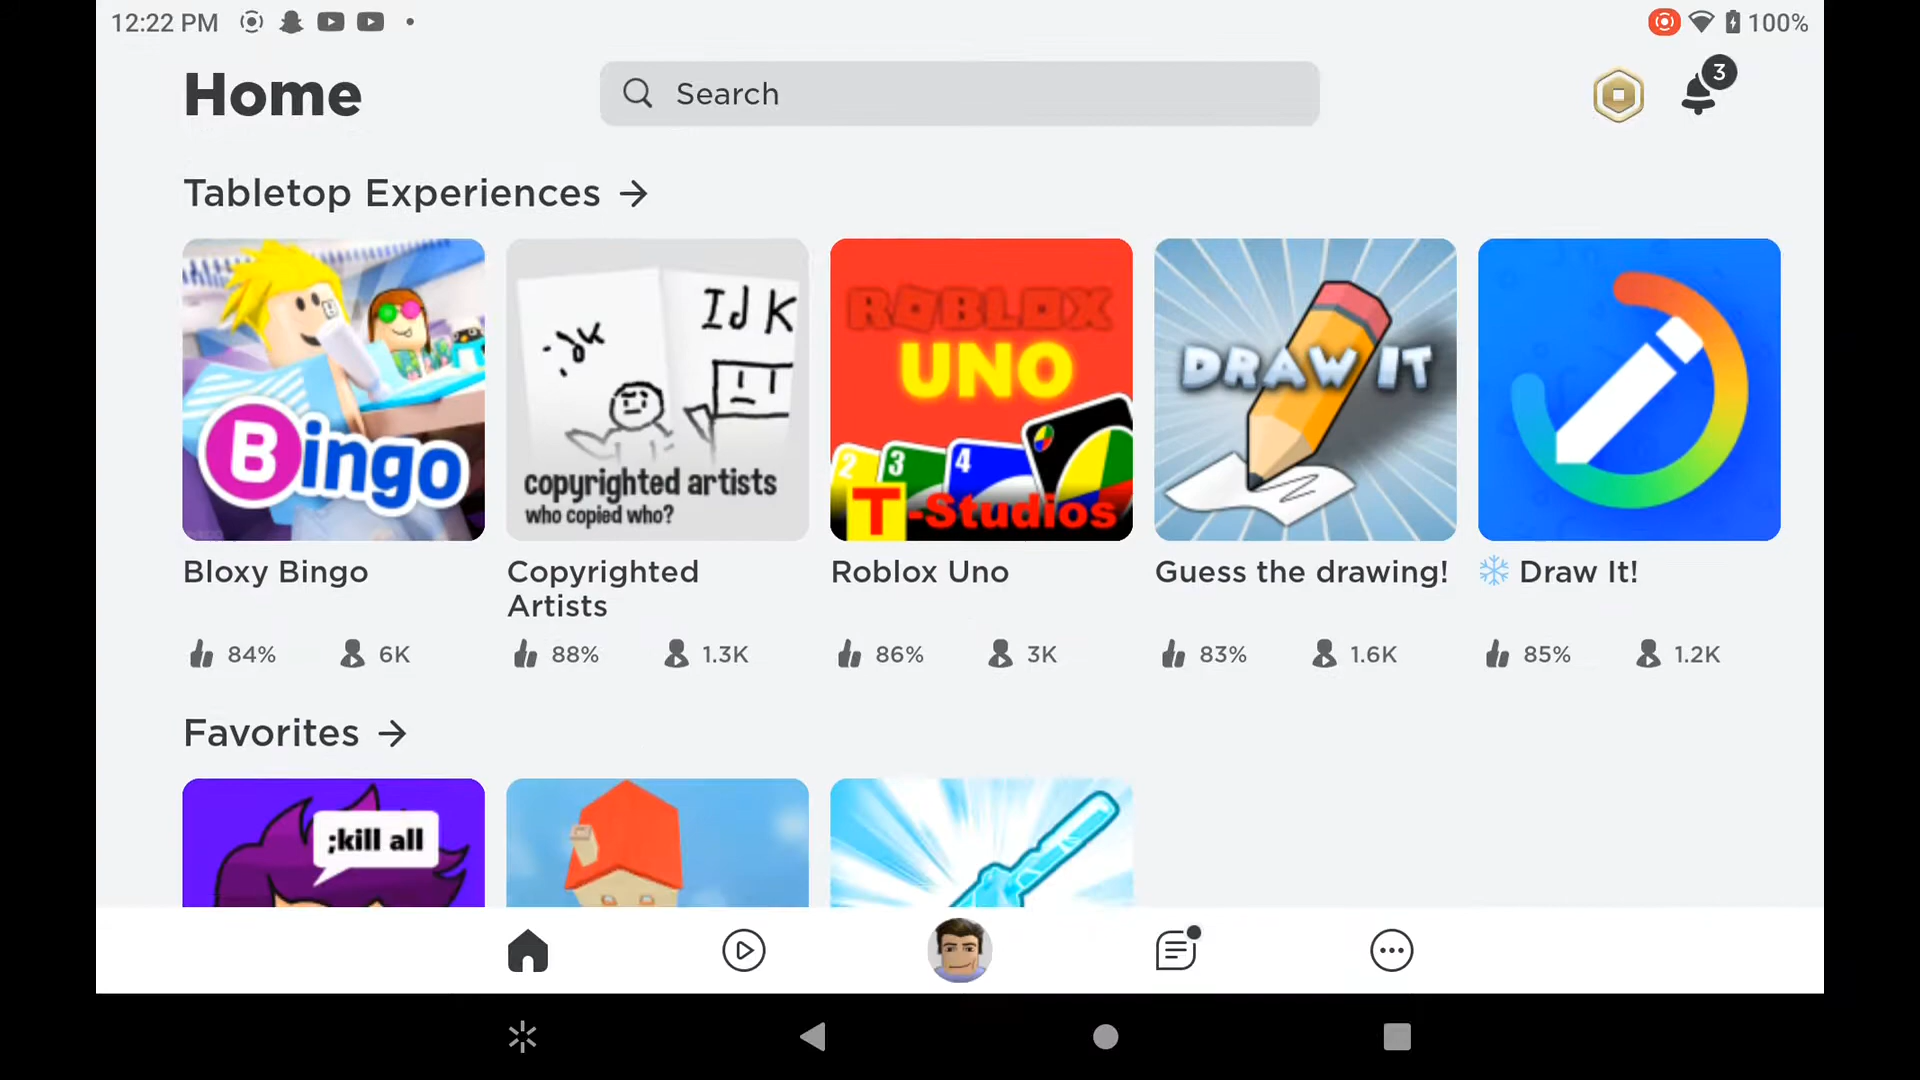 12:22 PM
100%
Home
Search
3
Tabletop Experiences
Bingo
IJK
IJK
copyrighted artists
who copied who?
ROBLOX
UNO
2 3 4
T-Studios
DRAW IT
Bloxy Bingo
Copyrighted
Artists
Roblox Uno
Guess the drawing!
Draw It!
84% 6K
88% 1.3K
86% 3K
83% 1.6K
85% 1.2K
Favorites
;kill all